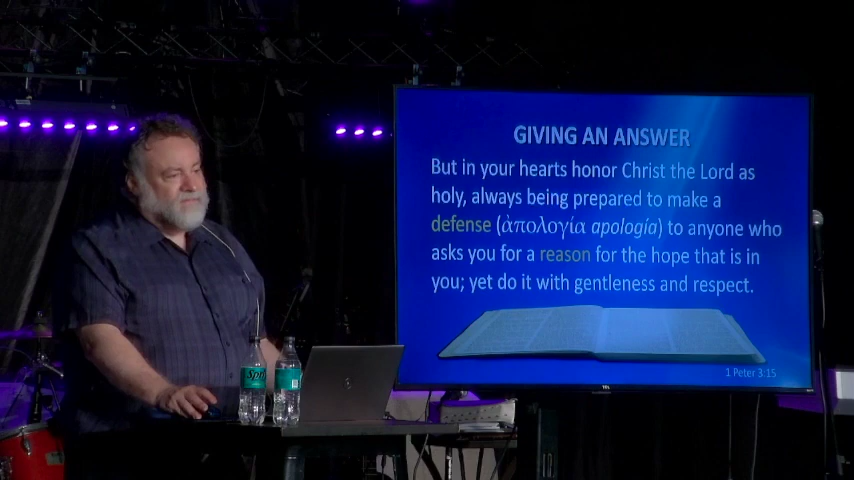 GIVING AN ANSWER
But in your hearts honor Christ the Lord as
holy, always being prepared to make a
defense (ἀπολογία apología) to anyone who
asks you for a reason for the hope that is in
you; yet do it with gentleness and respect.
1 Peter 3:15
TCL